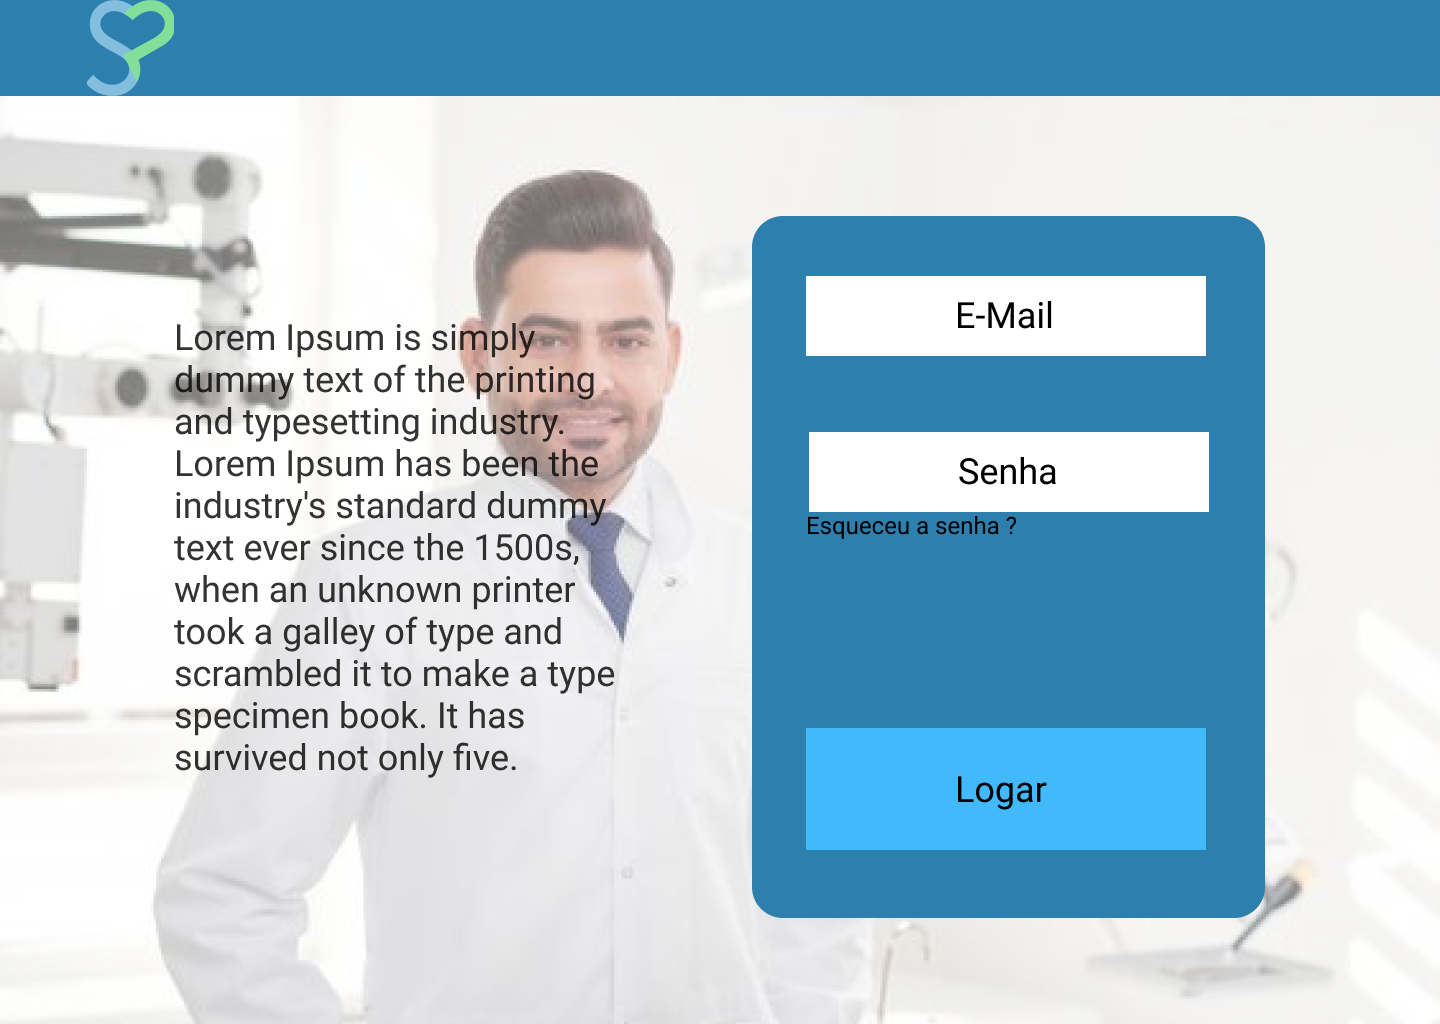 Lorem Ipsum is simply
dummy text of the printing
and typesetting industry.
Lorem Ipsum has been the
industry's standard dummy
text ever since the 1500s,
when an unknown printer
took a galley of type and
scrambled it to make a type
specimen book. It has
survived not only five.
E-Mail
Senha
Esqueceu a senha ?
Logar